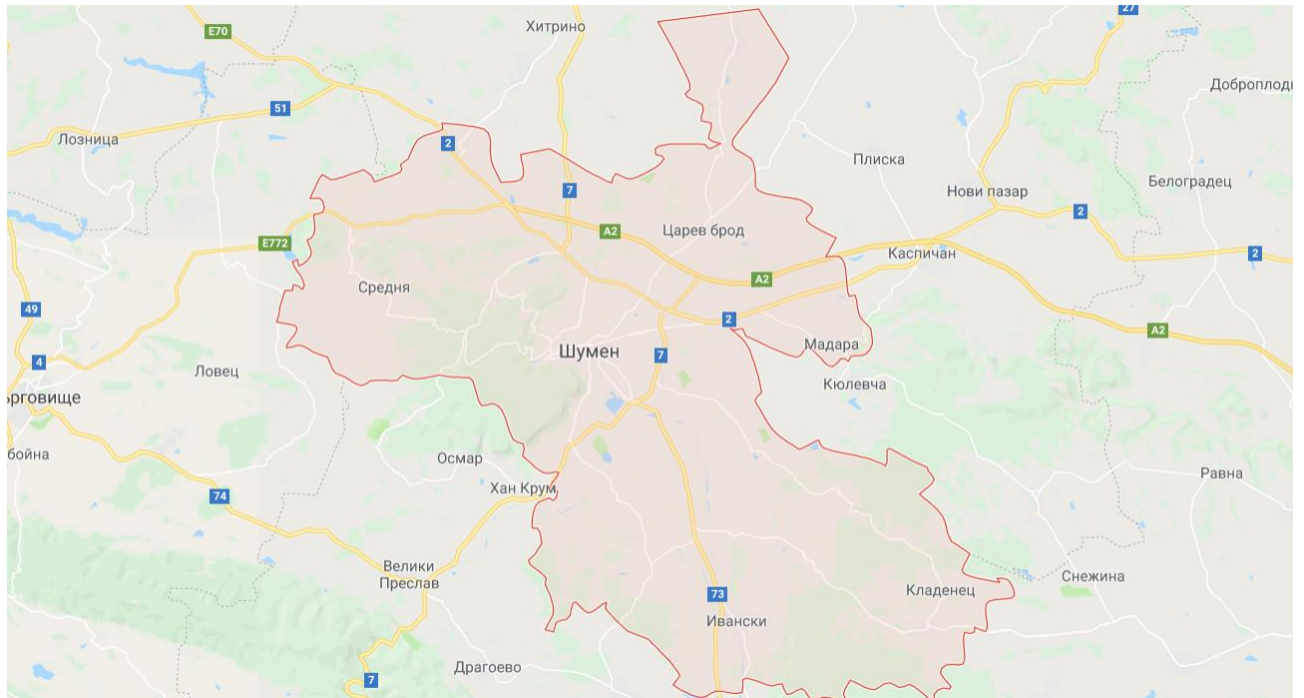 27
Хитрино
E70
Доброплодн
51
Лозница
2
Плиска
7
Нови пазар
Белоградец
2
Царев брод
A2
E772
Каспичан
2
A2
Средня
49
2
A2
Шумен
7
Мадара
4
Ловец
Кюлевча
ърговище
бойна
Осмар
Равна
Хан Крум
74
Велики
Преслав
Снежина
Кладенец
73
Ивански
Драгоево
7